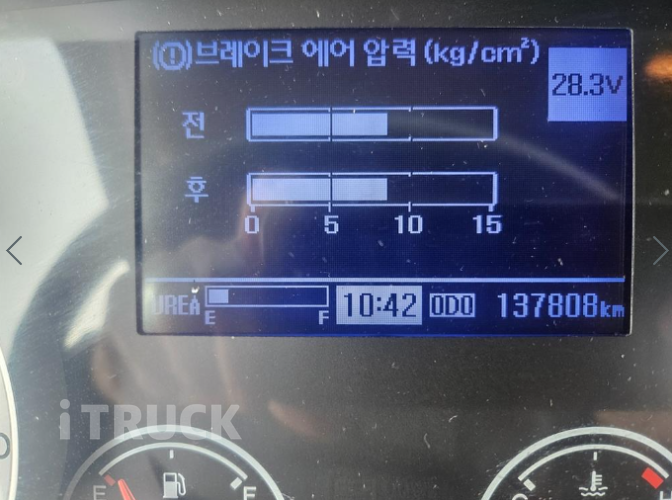 (!)브레이크 에어 압력(kg/cm²)
28.3V
전
후
0 5 10 15
UREA E F 10:42 ODO 137808km
iTRUCK
E F